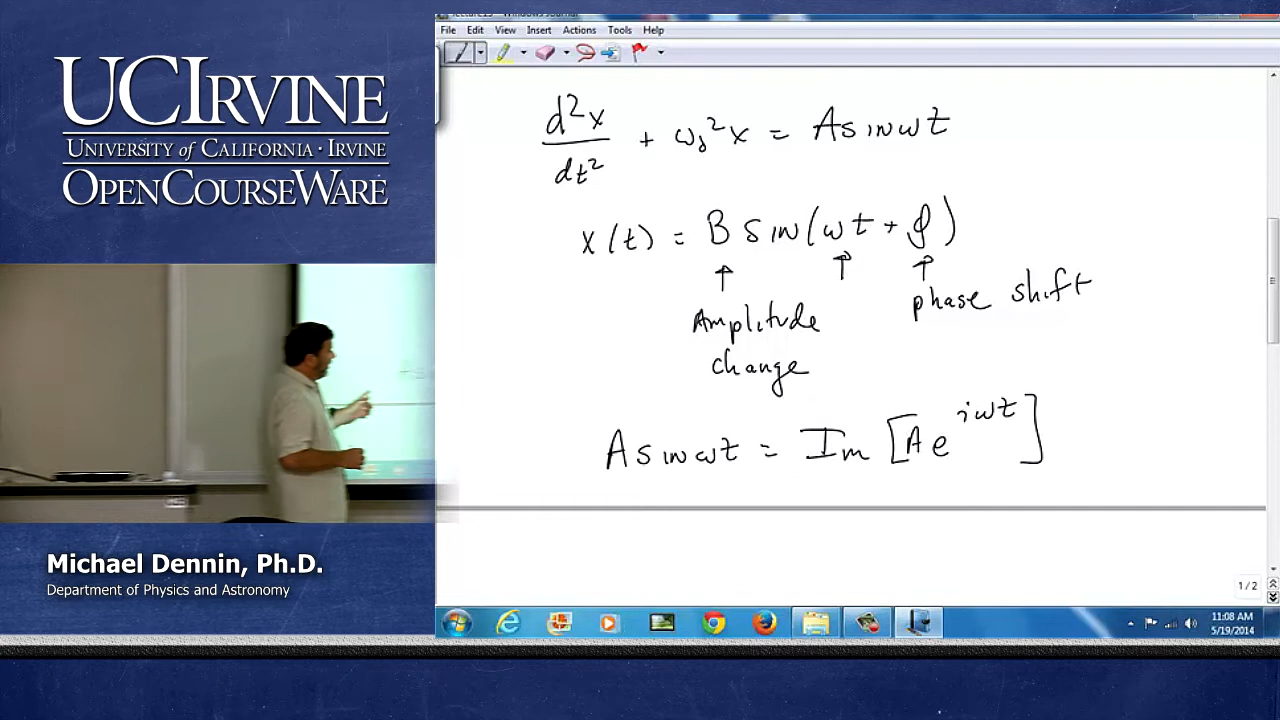 UCIRVINE
UNIVERSITY of CALIFORNIA · IRVINE
OPENCOURSEWARE
Michael Dennin, Ph.D.
Department of Physics and Astronomy
File Edit View Insert Actions Tools Help
d²x/dt² + ω₀²x = A sin ωt
x(t) = B sin(ωt + φ)
↑ ↑ ↑
Amplitude change
phase shift
A sin ωt = Im [A e^{iωt}]
1/2
11:08 AM
5/19/2014